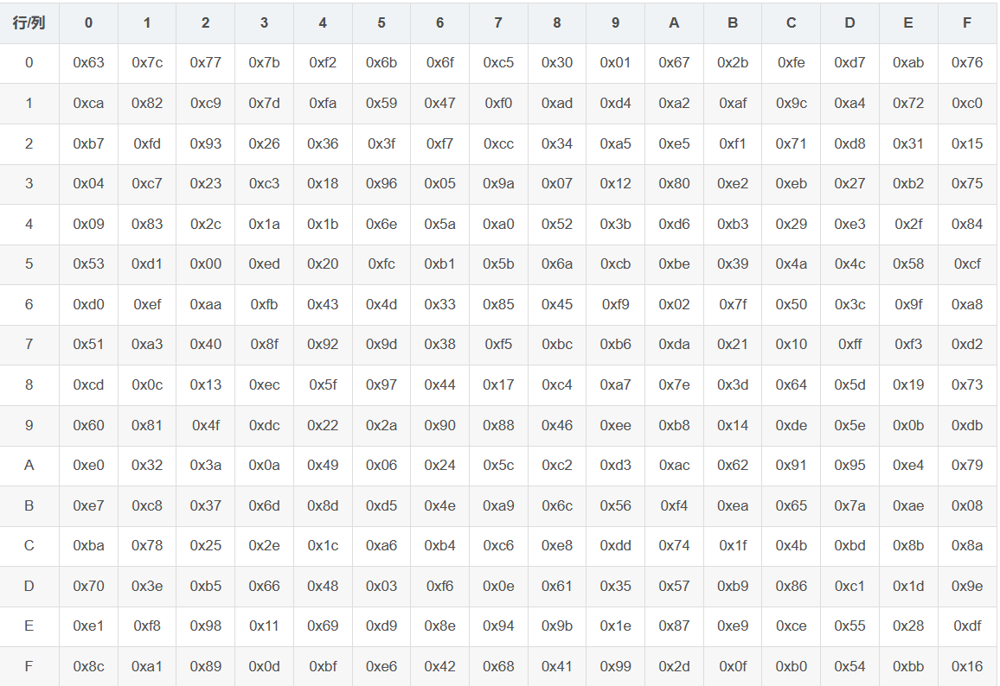 行/列 0 1 2 3 4 5 6 7 8 9 A B C D E F
0 0x63 0x7c 0x77 0x7b 0xf2 0x6b 0x6f 0xc5 0x30 0x01 0x67 0x2b 0xfe 0xd7 0xab 0x76
1 0xca 0x82 0xc9 0x7d 0xfa 0x59 0x47 0xf0 0xad 0xd4 0xa2 0xaf 0x9c 0xa4 0x72 0xc0
2 0xb7 0xfd 0x93 0x26 0x36 0x3f 0xf7 0xcc 0x34 0xa5 0xe5 0xf1 0x71 0xd8 0x31 0x15
3 0x04 0xc7 0x23 0xc3 0x18 0x96 0x05 0x9a 0x07 0x12 0x80 0xe2 0xeb 0x27 0xb2 0x75
4 0x09 0x83 0x2c 0x1a 0x1b 0x6e 0x5a 0xa0 0x52 0x3b 0xd6 0xb3 0x29 0xe3 0x2f 0x84
5 0x53 0xd1 0x00 0xed 0x20 0xfc 0xb1 0x5b 0x6a 0xcb 0xbe 0x39 0x4a 0x4c 0x58 0xcf
6 0xd0 0xef 0xaa 0xfb 0x43 0x4d 0x33 0x85 0x45 0xf9 0x02 0x7f 0x50 0x3c 0x9f 0xa8
7 0x51 0xa3 0x40 0x8f 0x92 0x9d 0x38 0xf5 0xbc 0xb6 0xda 0x21 0x10 0xff 0xf3 0xd2
8 0xcd 0x0c 0x13 0xec 0x5f 0x97 0x44 0x17 0xc4 0xa7 0x7e 0x3d 0x64 0x5d 0x19 0x73
9 0x60 0x81 0x4f 0xdc 0x22 0x2a 0x90 0x88 0x46 0xee 0xb8 0x14 0xde 0x5e 0x0b 0xdb
A 0xe0 0x32 0x3a 0x0a 0x49 0x06 0x24 0x5c 0xc2 0xd3 0xac 0x62 0x91 0x95 0xe4 0x79
B 0xe7 0xc8 0x37 0x6d 0x8d 0xd5 0x4e 0xa9 0x6c 0x56 0xf4 0xea 0x65 0x7a 0xae 0x08
C 0xba 0x78 0x25 0x2e 0x1c 0xa6 0xb4 0xc6 0xe8 0xdd 0x74 0x1f 0x4b 0xbd 0x8b 0x8a
D 0x70 0x3e 0xb5 0x66 0x48 0x03 0xf6 0x0e 0x61 0x35 0x57 0xb9 0x86 0xc1 0x1d 0x9e
E 0xe1 0xf8 0x98 0x11 0x69 0xd9 0x8e 0x94 0x9b 0x1e 0x87 0xe9 0xce 0x55 0x28 0xdf
F 0x8c 0xa1 0x89 0x0d 0xbf 0xe6 0x42 0x68 0x41 0x99 0x2d 0x0f 0xb0 0x54 0xbb 0x16